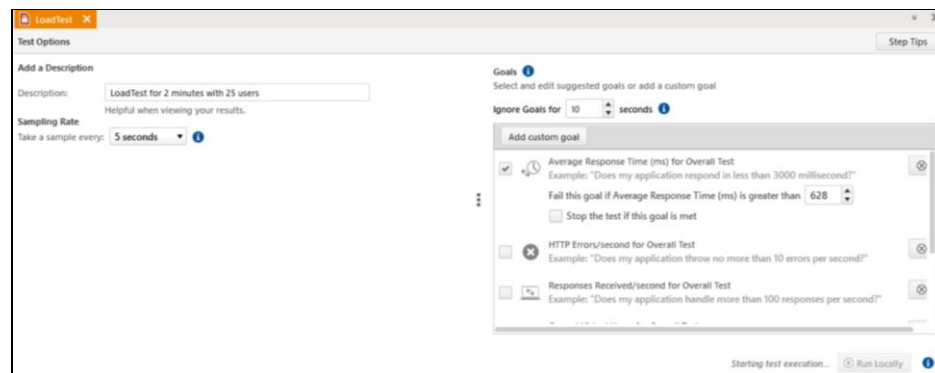 LoadTest
Test Options
Step Tips
Add a Description
Description: LoadTest for 2 minutes with 25 users
Helpful when viewing your results.
Sampling Rate
Take a sample every: 5 seconds
Goals
Select and edit suggested goals or add a custom goal
Ignore Goals for 10 seconds
Add custom goal
Average Response Time (ms) for Overall Test
Example: "Does my application respond in less than 3000 millisecond?"
Fail this goal if Average Response Time (ms) is greater than 628
Stop the test if this goal is met
HTTP Errors/second for Overall Test
Example: "Does my application throw no more than 10 errors per second?"
Responses Received/second for Overall Test
Example: "Does my application handle more than 100 responses per second?"
Starting test execution... Run Locally